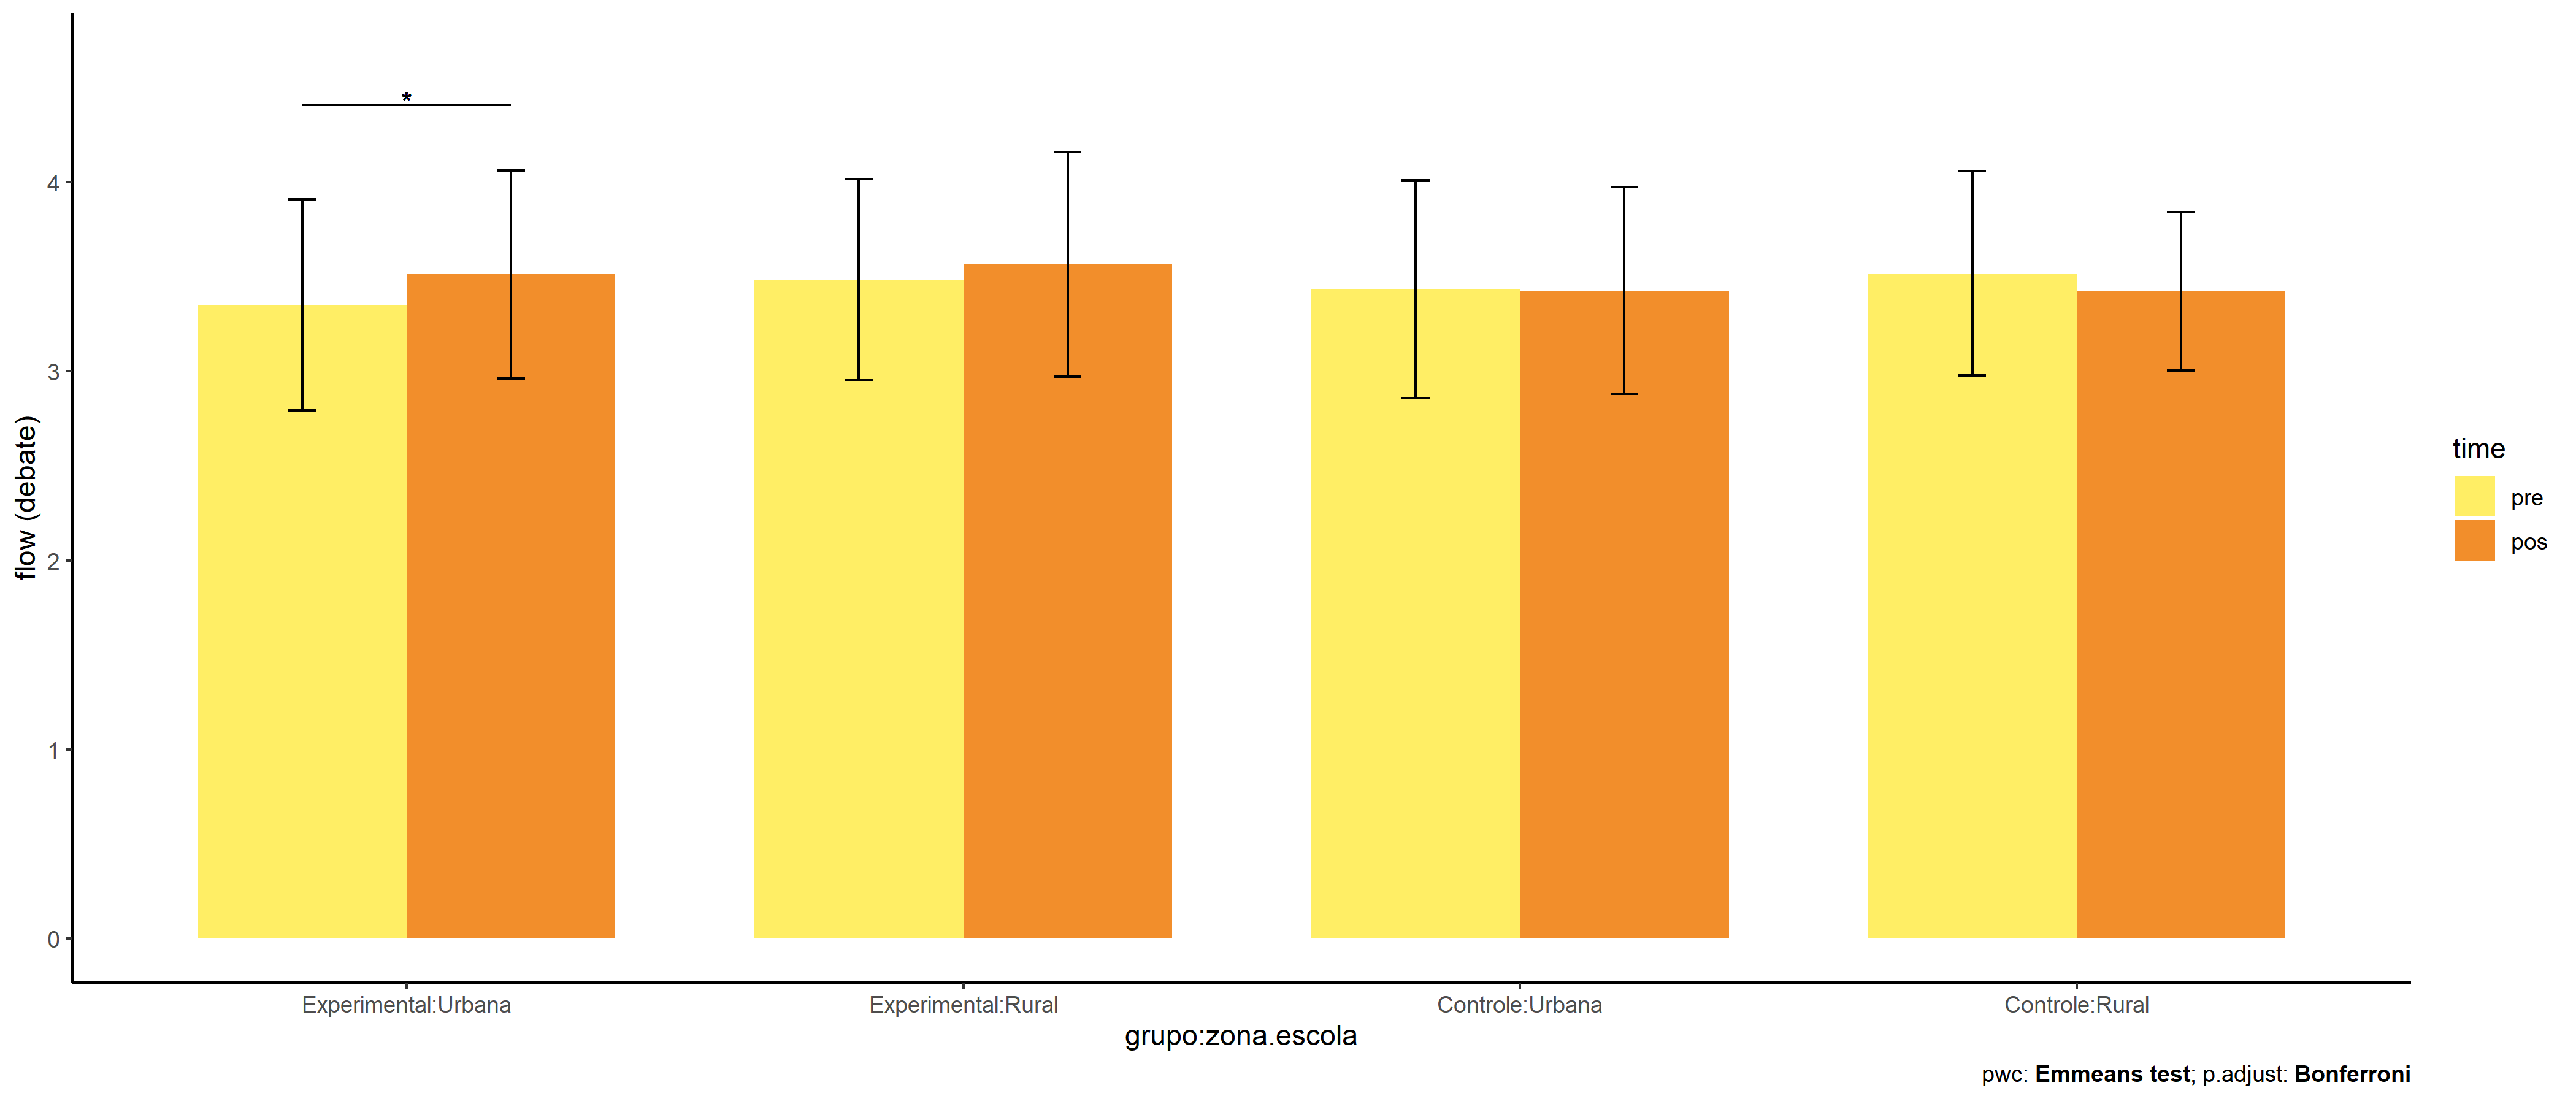 *
4
3
2
1
0
flow (debate)
Experimental:Urbana
Experimental:Rural
Controle:Urbana
Controle:Rural
grupo:zona.escola
time
pre
pos
pwc: Emmeans test; p.adjust: Bonferroni